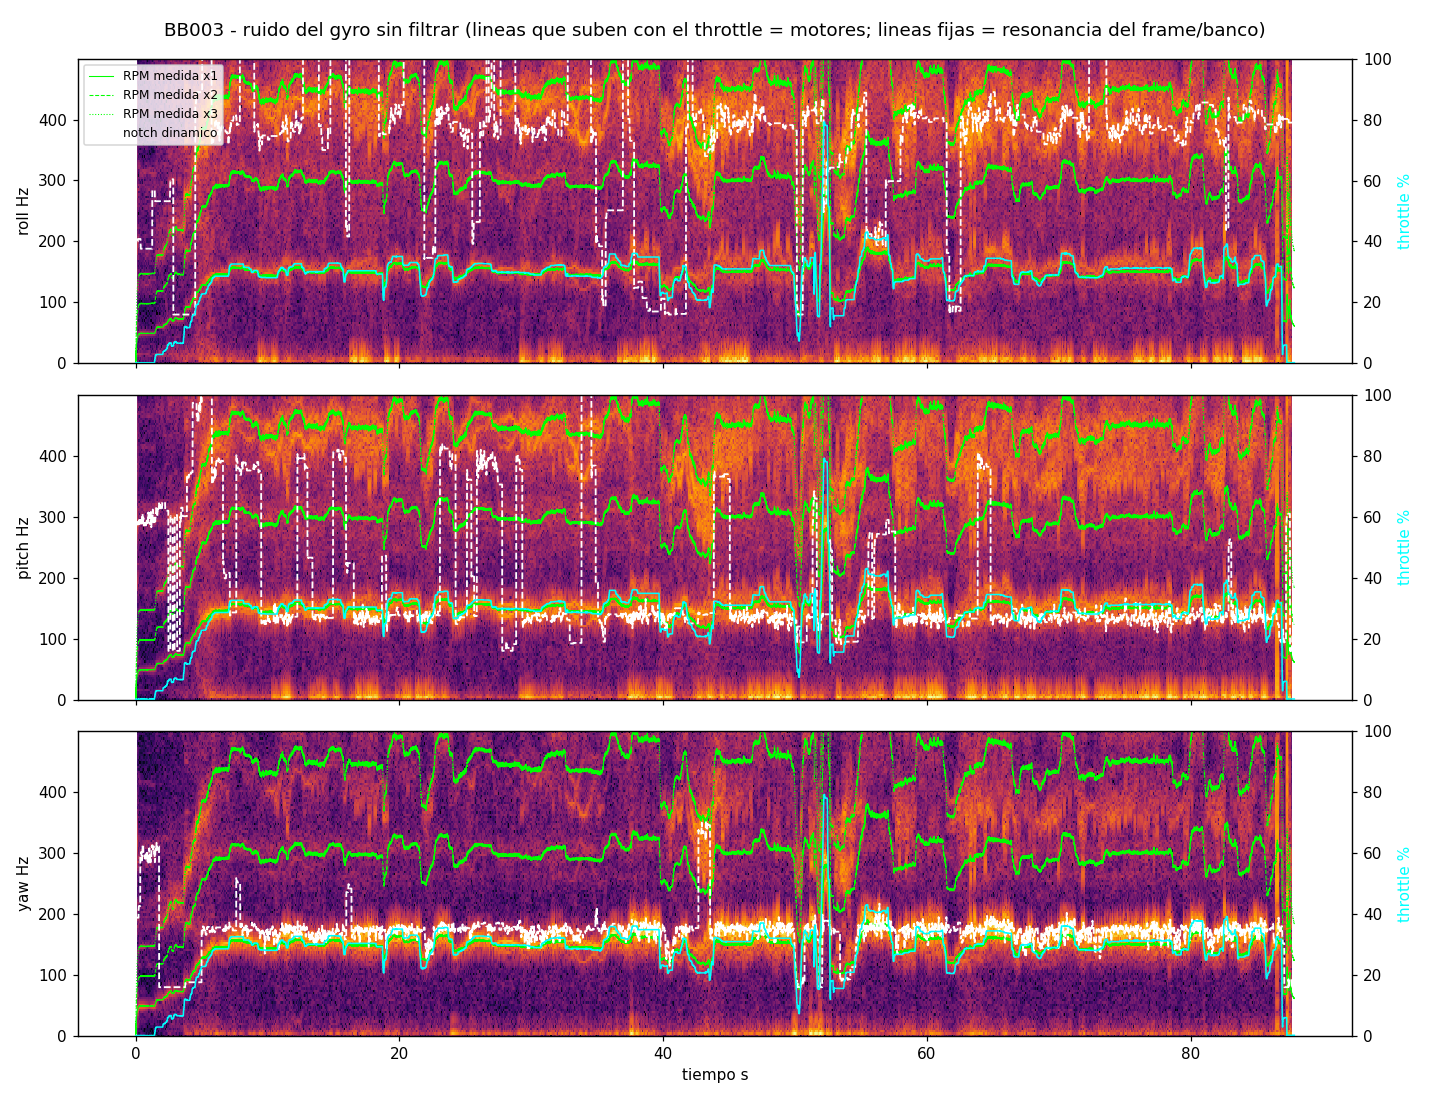 BB003 - ruido del gyro sin filtrar (lineas que suben con el throttle = motores; lineas fijas = resonancia del frame/banco)
RPM medida x1
RPM medida x2
RPM medida x3
notch dinamico
roll Hz
400
300
200
100
0
100
80
60
40
20
0
throttle %
pitch Hz
400
300
200
100
0
100
80
60
40
20
0
throttle %
yaw Hz
400
300
200
100
0
100
80
60
40
20
0
throttle %
0 20 40 60 80
tiempo s